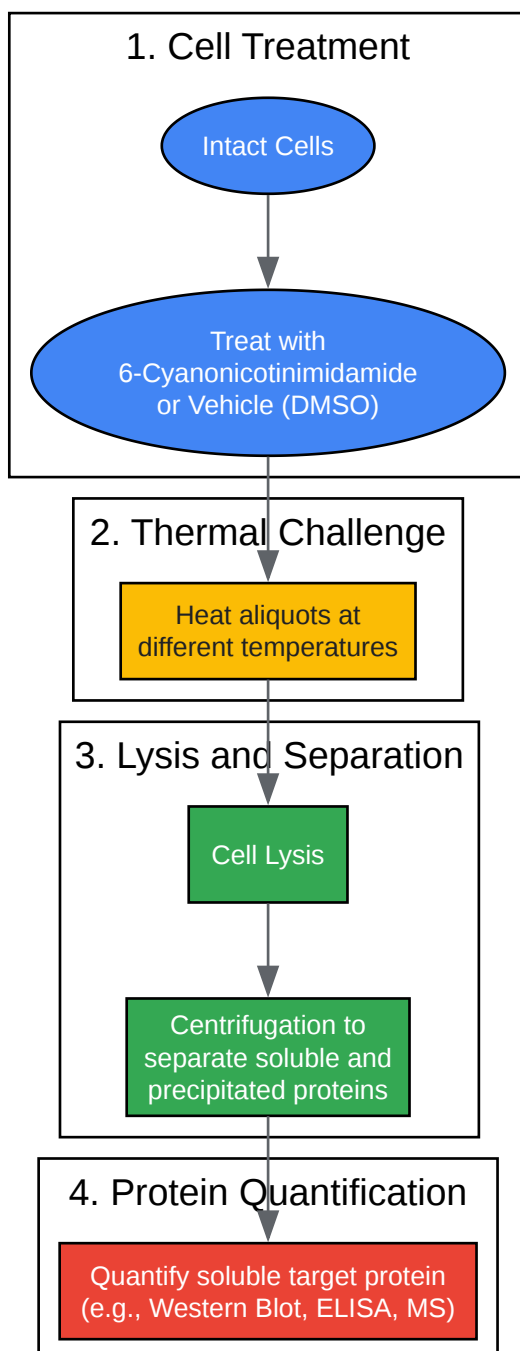 1. Cell Treatment
Intact Cells
Treat with
6-Cyanonicotinimidamide
or Vehicle (DMSO)
2. Thermal Challenge
Heat aliquots at
different temperatures
3. Lysis and Separation
Cell Lysis
Centrifugation to
separate soluble and
precipitated proteins
4. Protein Quantification
Quantify soluble target protein
(e.g., Western Blot, ELISA, MS)